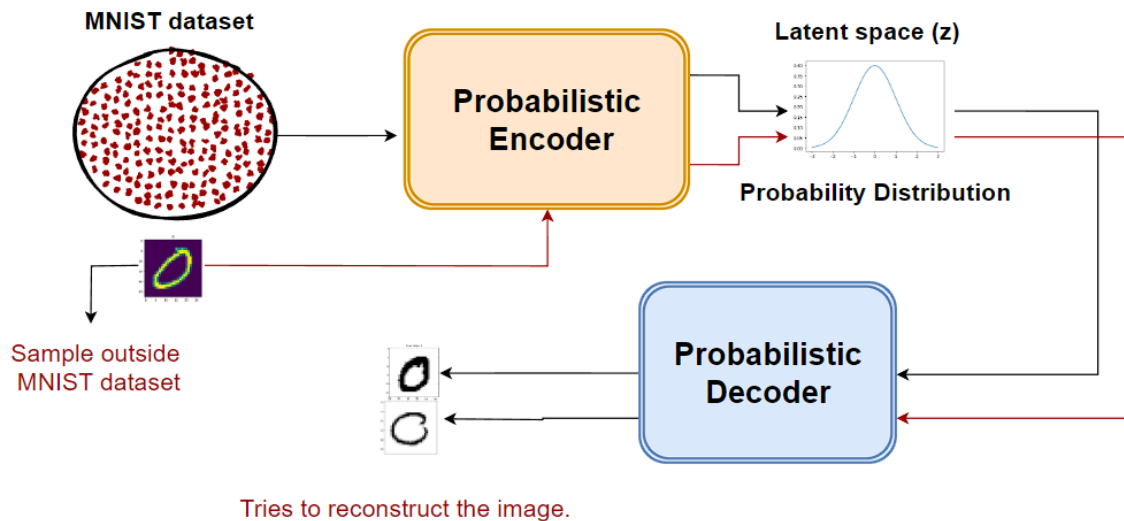 MNIST dataset
Latent space (z)
Probabilistic
Encoder
Probability Distribution
Sample outside
MNIST dataset
Probabilistic
Decoder
Tries to reconstruct the image.